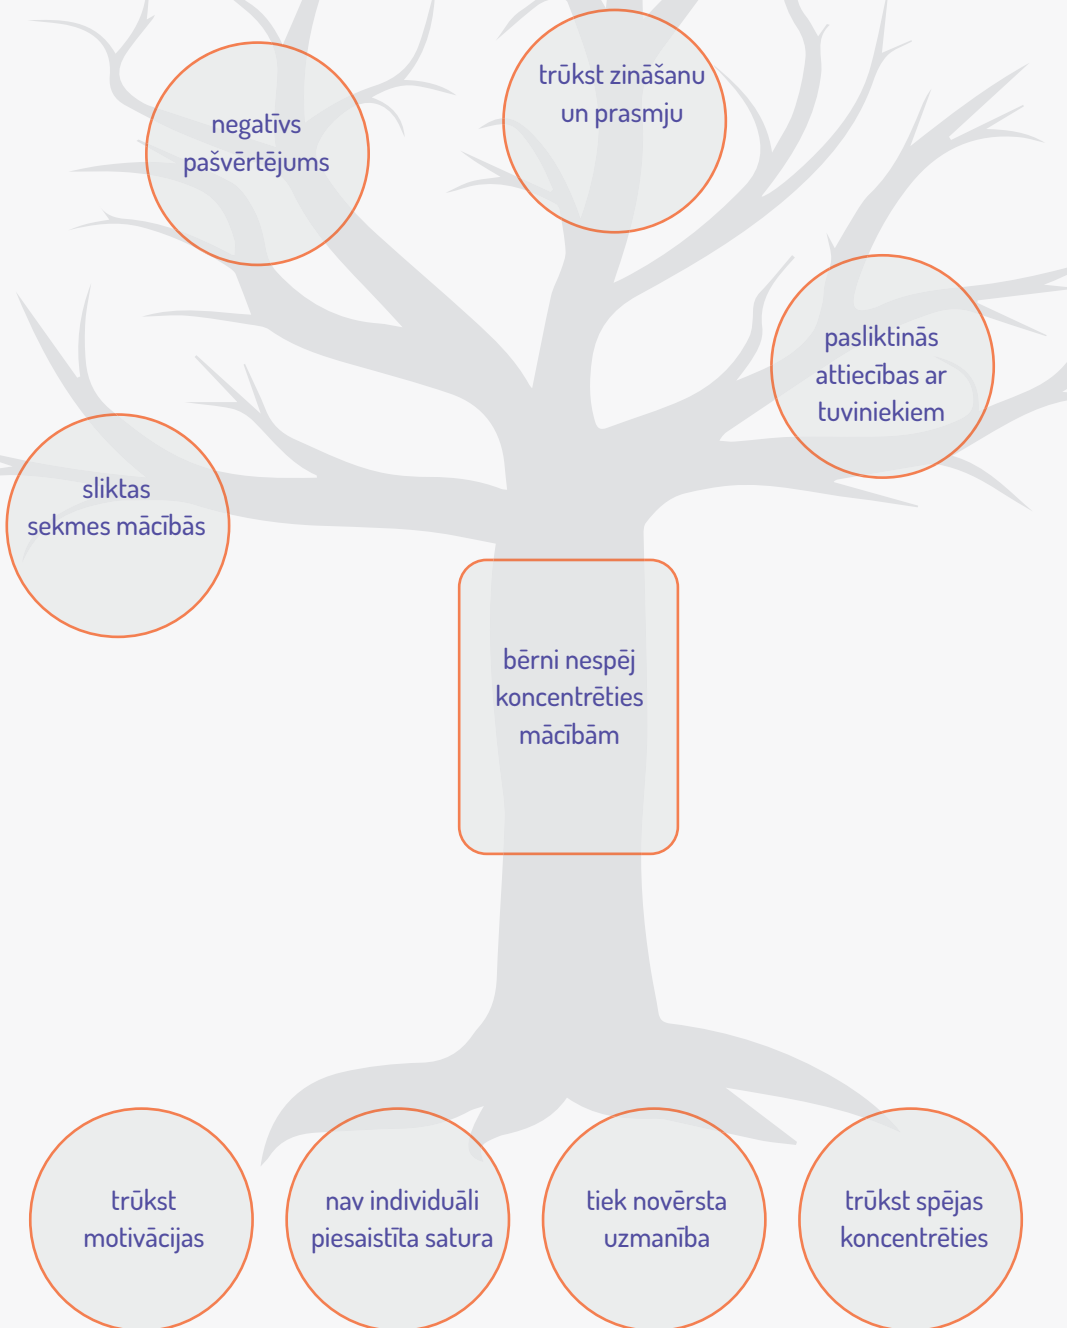 trūkst zināšanu
un prasmju
negatīvs
pašvērtējums
pasliktinās
attiecības ar
tuviniekiem
sliktas
sekmes mācībās
bērni nespēj
koncentrēties
mācībām
trūkst
motivācijas
nav individuāli
piesaistīta satura
tiek novērsta
uzmanība
trūkst spējas
koncentrēties